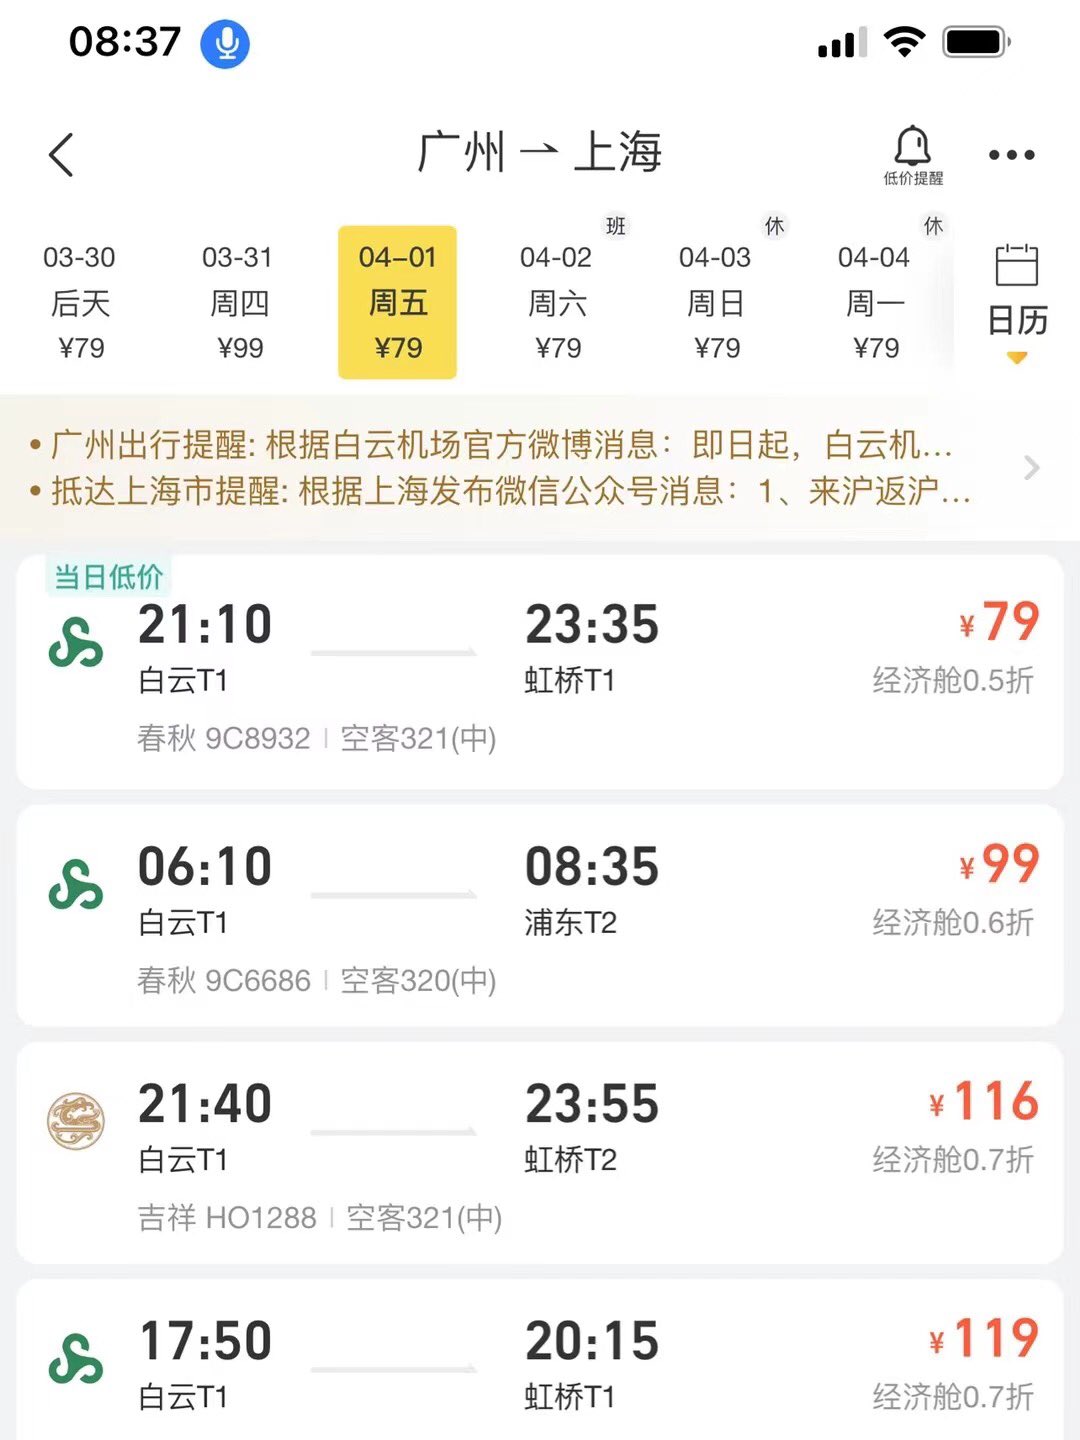 08:37
广州 → 上海
低价提醒
班 休 休
03-30 03-31 04-01 04-02 04-03 04-04
后天 周四 周五 周六 周日 周一 日历
¥79 ¥99 ¥79 ¥79 ¥79 ¥79
• 广州出行提醒: 根据白云机场官方微博消息：即日起，白云机...
• 抵达上海市提醒: 根据上海发布微信公众号消息：1、来沪返沪...
当日低价
21:10 23:35 ¥79
白云T1 虹桥T1 经济舱0.5折
春秋 9C8932 | 空客321(中)
06:10 08:35 ¥99
白云T1 浦东T2 经济舱0.6折
春秋 9C6686 | 空客320(中)
21:40 23:55 ¥116
白云T1 虹桥T2 经济舱0.7折
吉祥 HO1288 | 空客321(中)
17:50 20:15 ¥119
白云T1 虹桥T1 经济舱0.7折